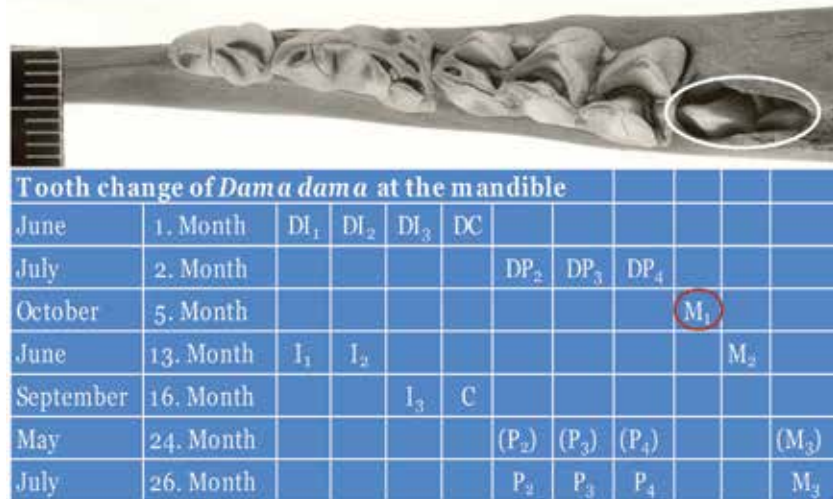 Tooth change of Dama dama at the mandible
June 1. Month DI₁ DI₂ DI₃ DC
July 2. Month DP₂ DP₃ DP₄
October 5. Month M₁
June 13. Month I₁ I₂ M₂
September 16. Month I₃ C
May 24. Month (P₂) (P₃) (P₄) (M₃)
July 26. Month P₂ P₃ P₄ M₃